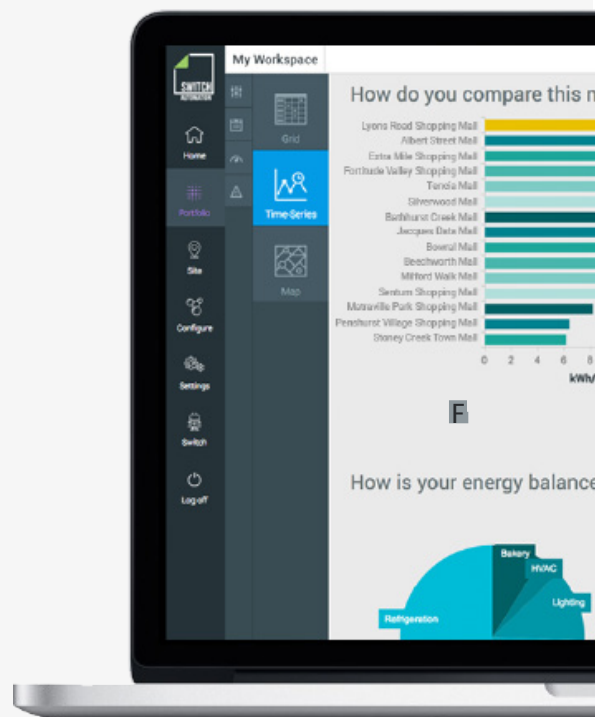 My Workspace
SWITCH
AUTOMATION
Home
Portfolio
Site
Configure
Settings
Switch
Log off
Grid
Time-Series
Map
How do you compare this
Lyons Road Shopping Mall
Albert Street Mall
Extra Mile Shopping Mall
Fortitude Valley Shopping Mall
Silverwood Mall
Bathurst Creek Mall
Jacques Data Mall
Bowral Mall
Beechworth Mall
Mitford Walk Mall
Sentum Shopping Mall
Matraville Park Shopping Mall
Penshurst Village Shopping Mall
Stoney Creek Town Mall
0 2 4 6 8
kWh/
F
How is your energy balance
Bakery
HVAC
Lighting
Refrigeration